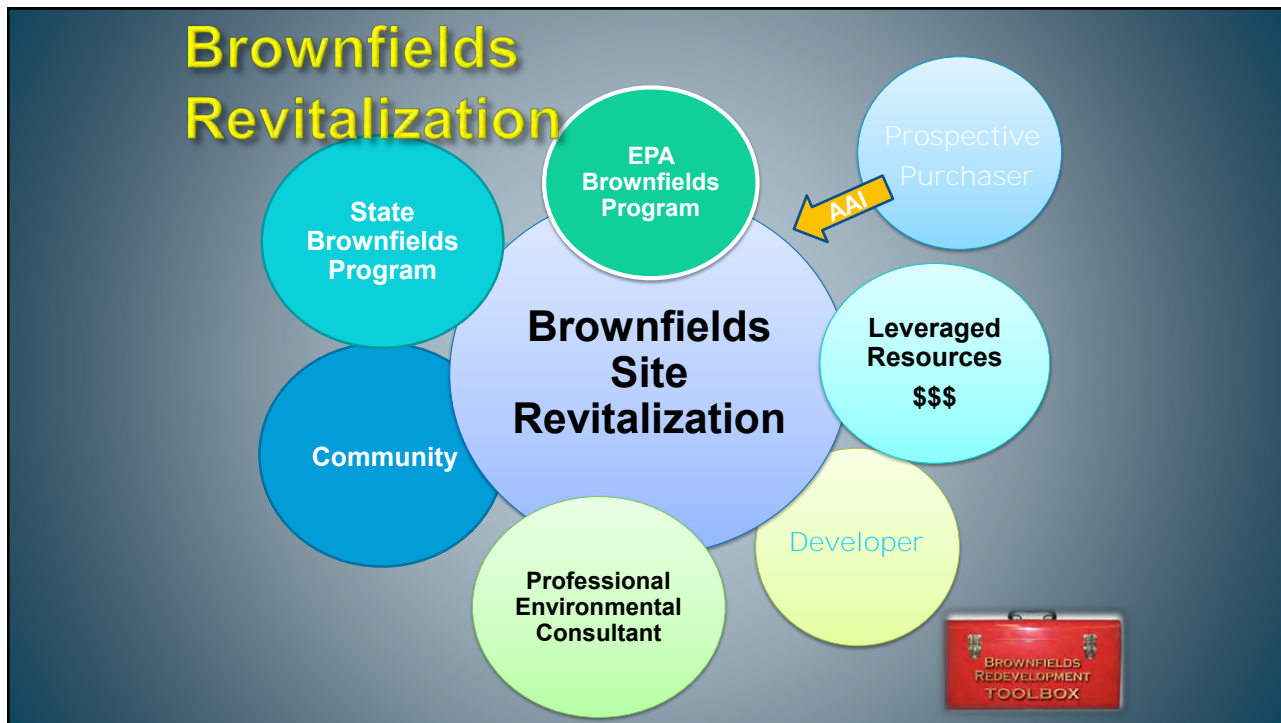 Brownfields
Revitalization
EPA
Brownfields
Program
Prospective
Purchaser
AAI
State
Brownfields
Program
Brownfields
Site
Revitalization
Leveraged
Resources
$$$
Community
Developer
Professional
Environmental
Consultant
BROWNFIELDS
REDEVELOPMENT
TOOLBOX